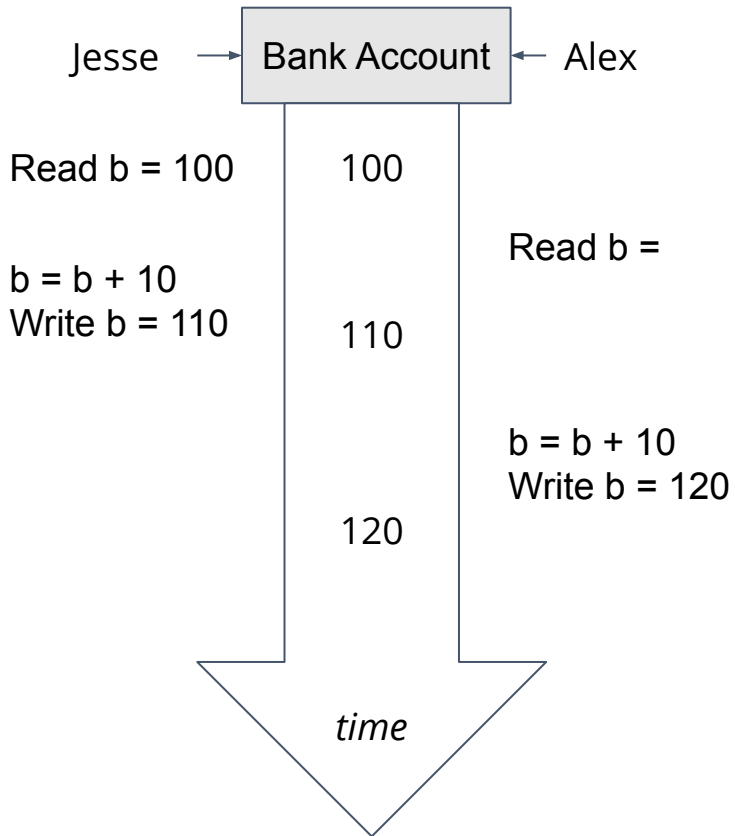 Jesse
Bank Account
Alex
Read b = 100
100
Read b =
b = b + 10
Write b = 110
110
b = b + 10
Write b = 120
120
time